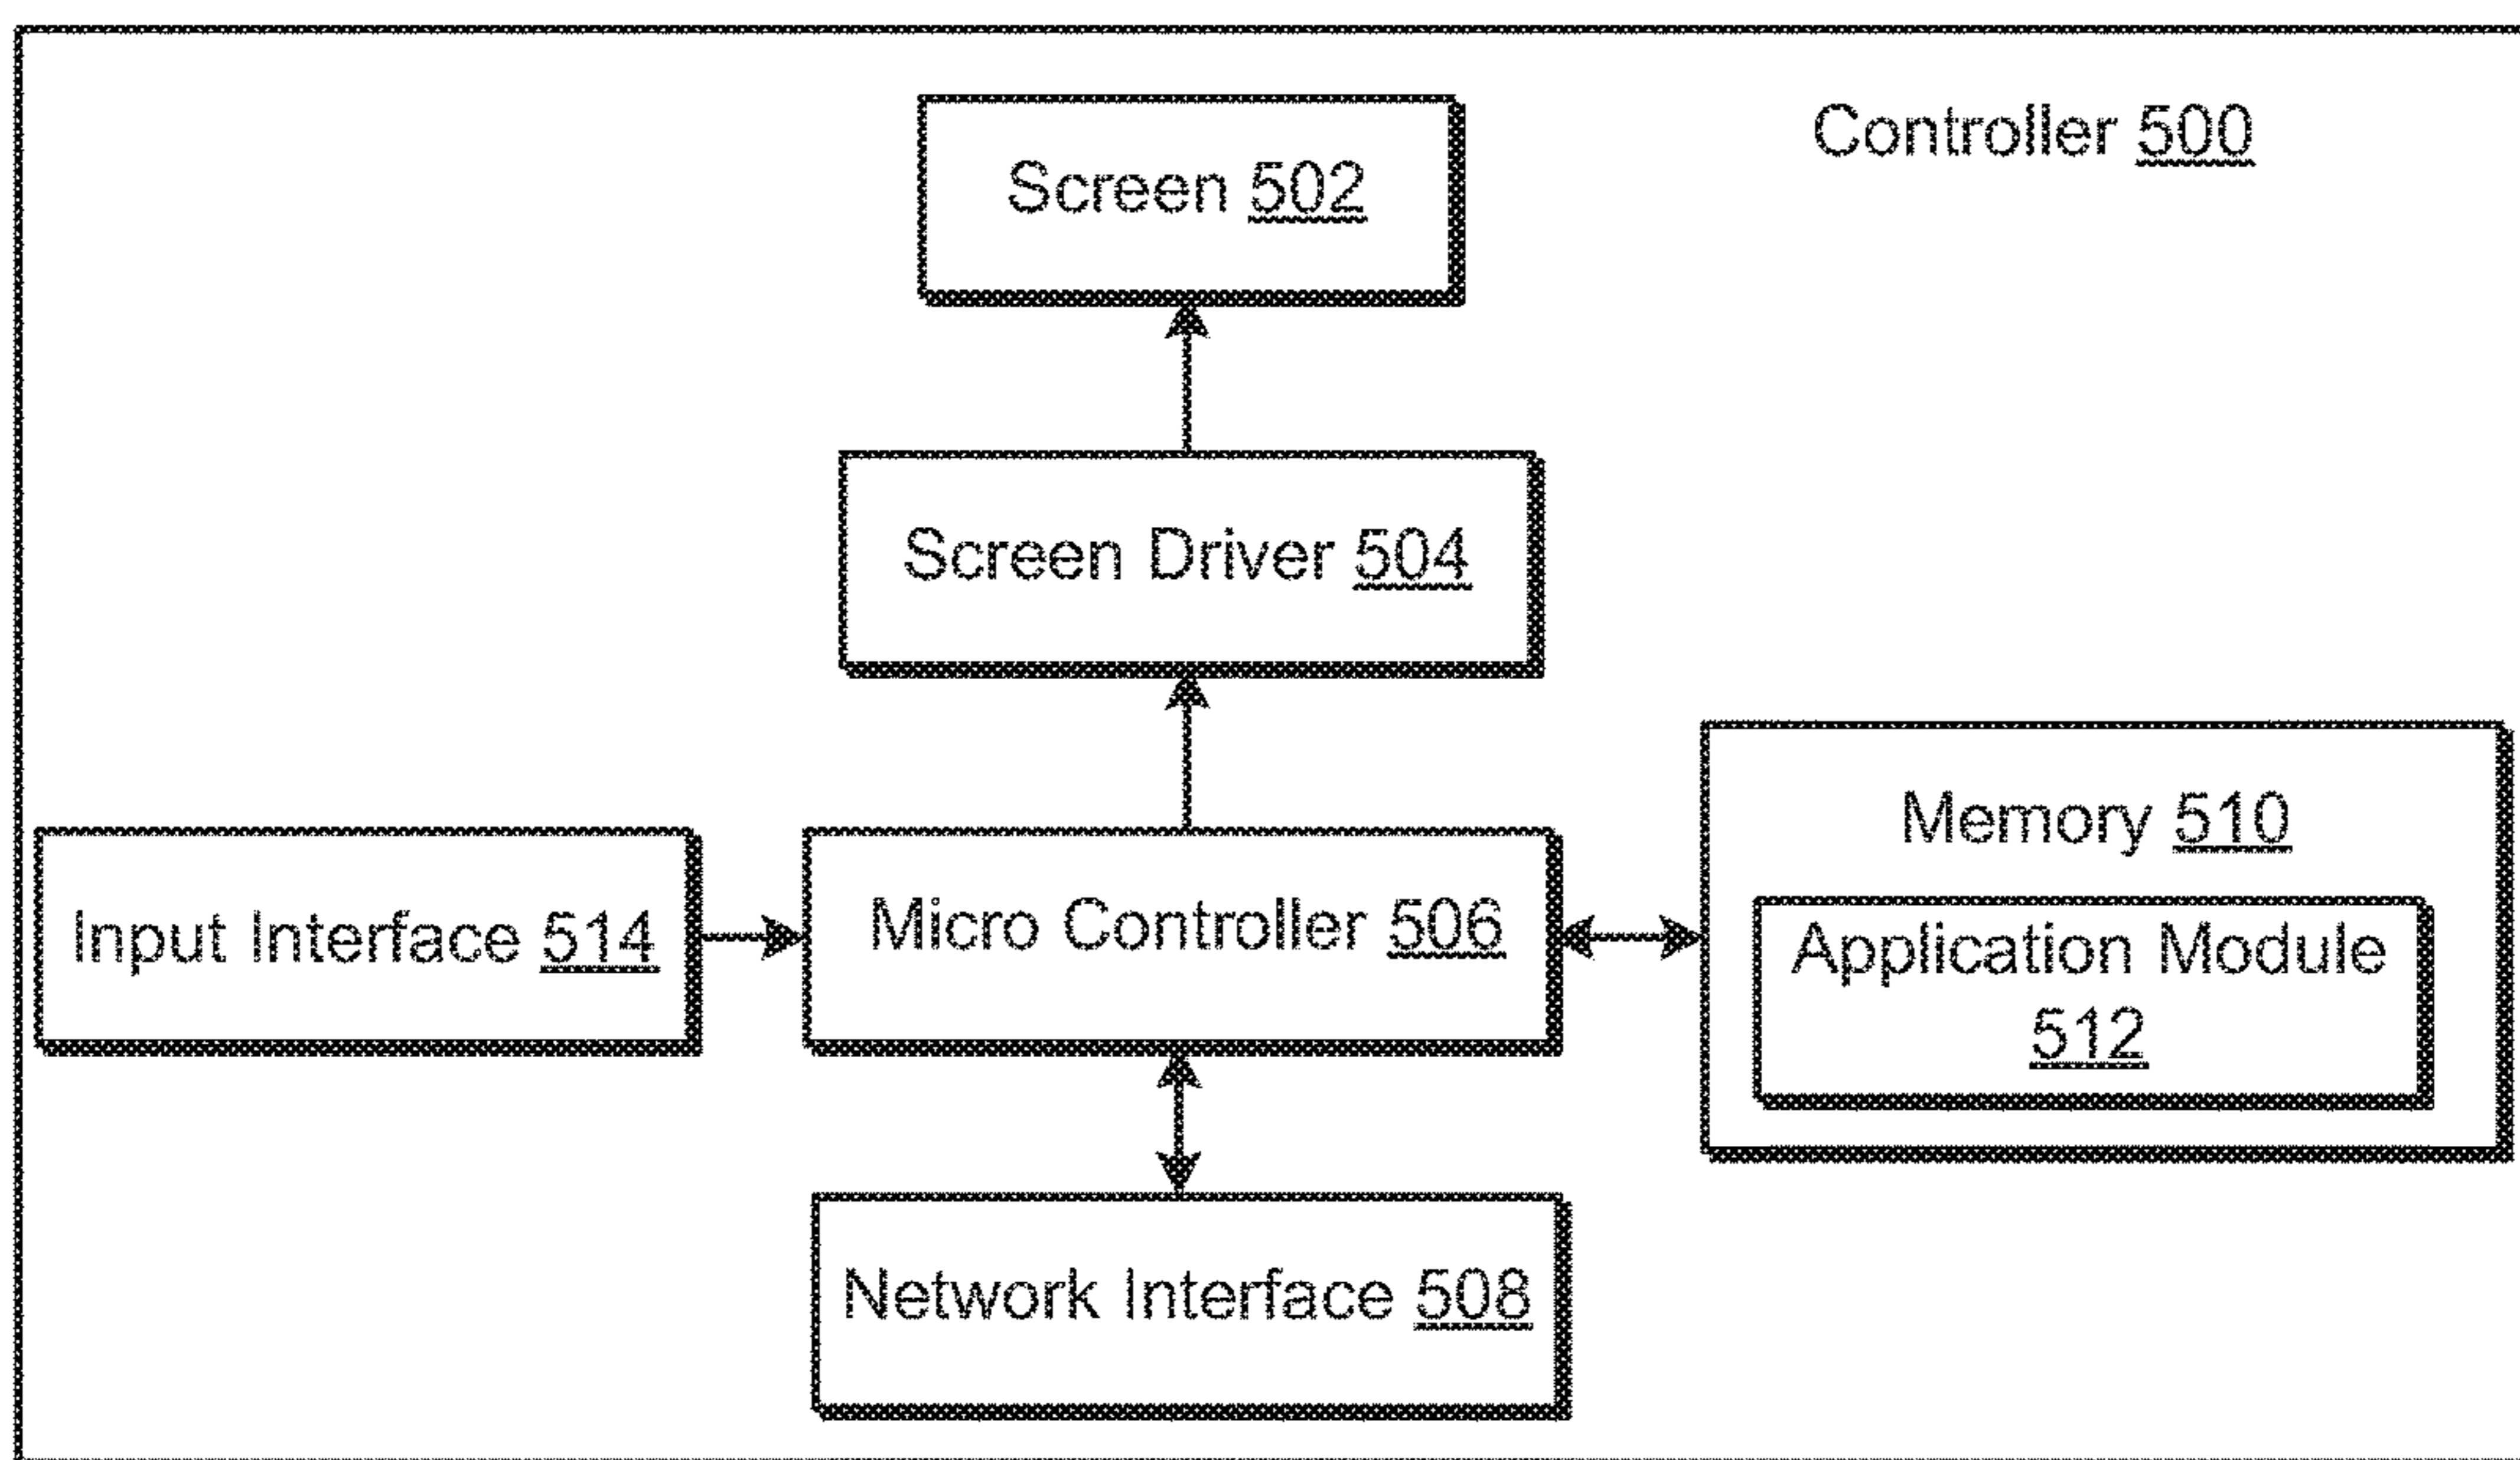 Controller 500
Screen 502
Screen Driver 504
Memory 510
Input Interface 514
Micro Controller 506
Application Module
512
Network Interface 508